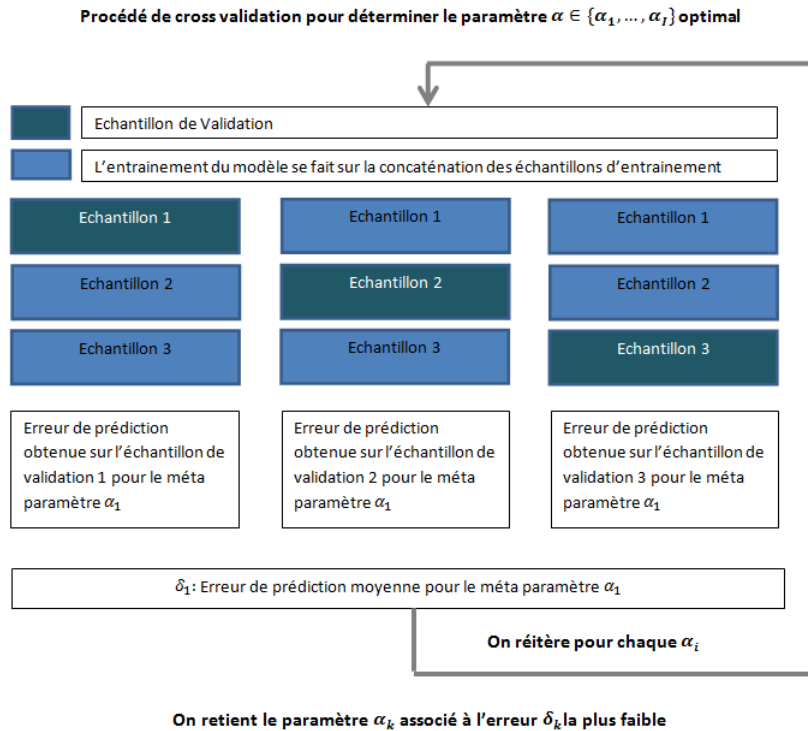 Procédé de cross validation pour déterminer le paramètre α ∈ {α₁, … , α_I} optimal
Echantillon de Validation
L'entrainement du modèle se fait sur la concaténation des échantillons d'entrainement
Echantillon 1
Echantillon 2
Echantillon 3
Echantillon 1
Echantillon 2
Echantillon 3
Echantillon 1
Echantillon 2
Echantillon 3
Erreur de prédiction
obtenue sur l'échantillon de
validation 1 pour le méta
paramètre α₁
Erreur de prédiction
obtenue sur l'échantillon de
validation 2 pour le méta
paramètre α₁
Erreur de prédiction
obtenue sur l'échantillon de
validation 3 pour le méta
paramètre α₁
δ₁: Erreur de prédiction moyenne pour le méta paramètre α₁
On réitère pour chaque αᵢ
On retient le paramètre αₖ associé à l'erreur δₖ la plus faible